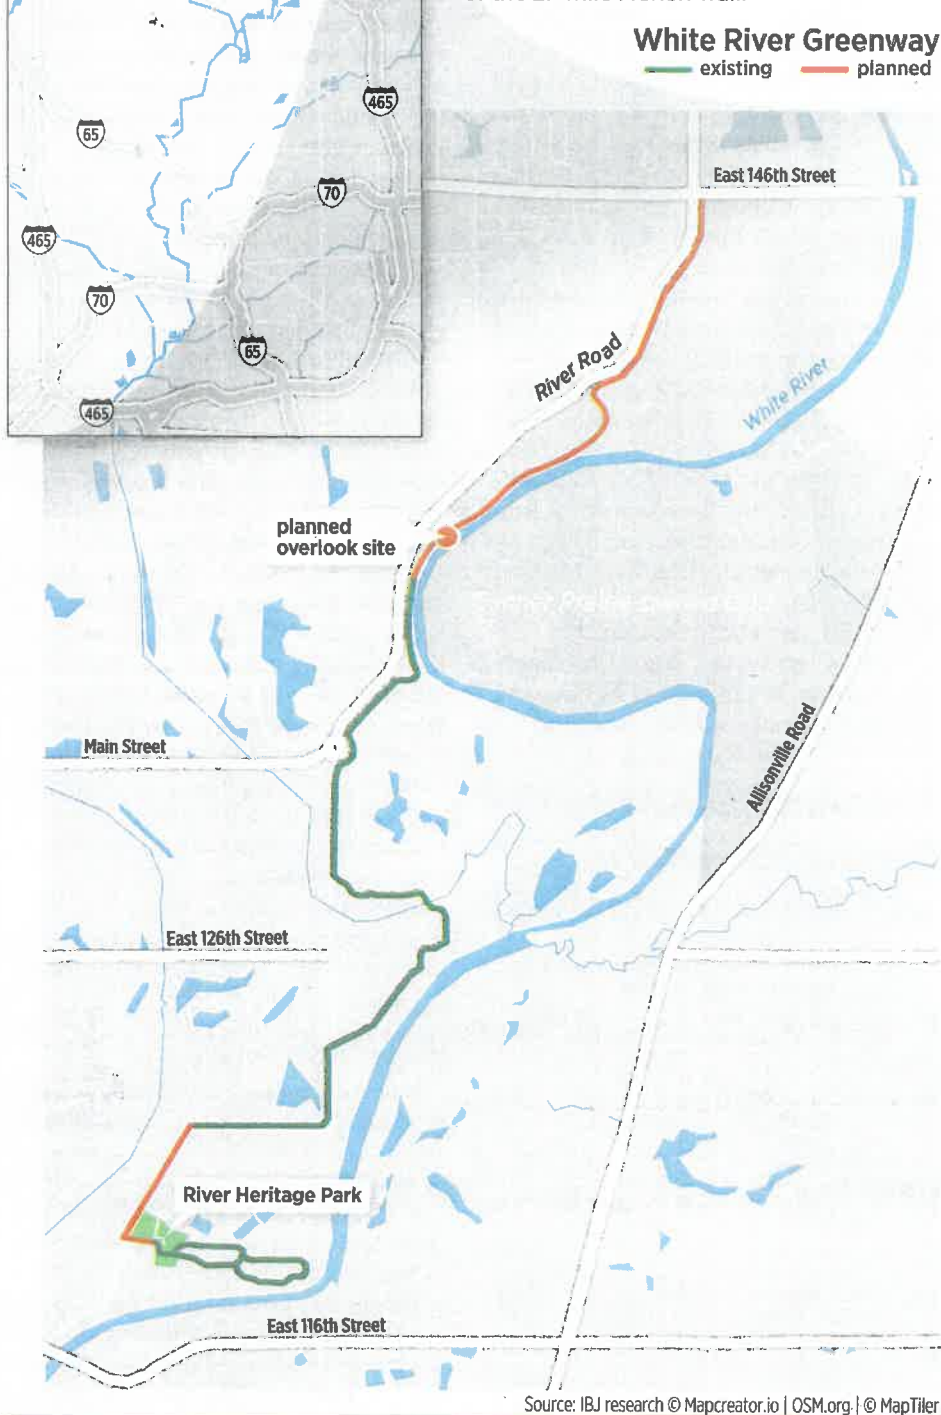 White River Greenway
existing
planned
465
65
East 146th Street
70
465
70
River Road
65
White River
465
planned
overlook site
Allisonville Road
Main Street
East 126th Street
River Heritage Park
East 116th Street
Source: IBJ research © Mapcreator.io | OSM.org | © MapTiler